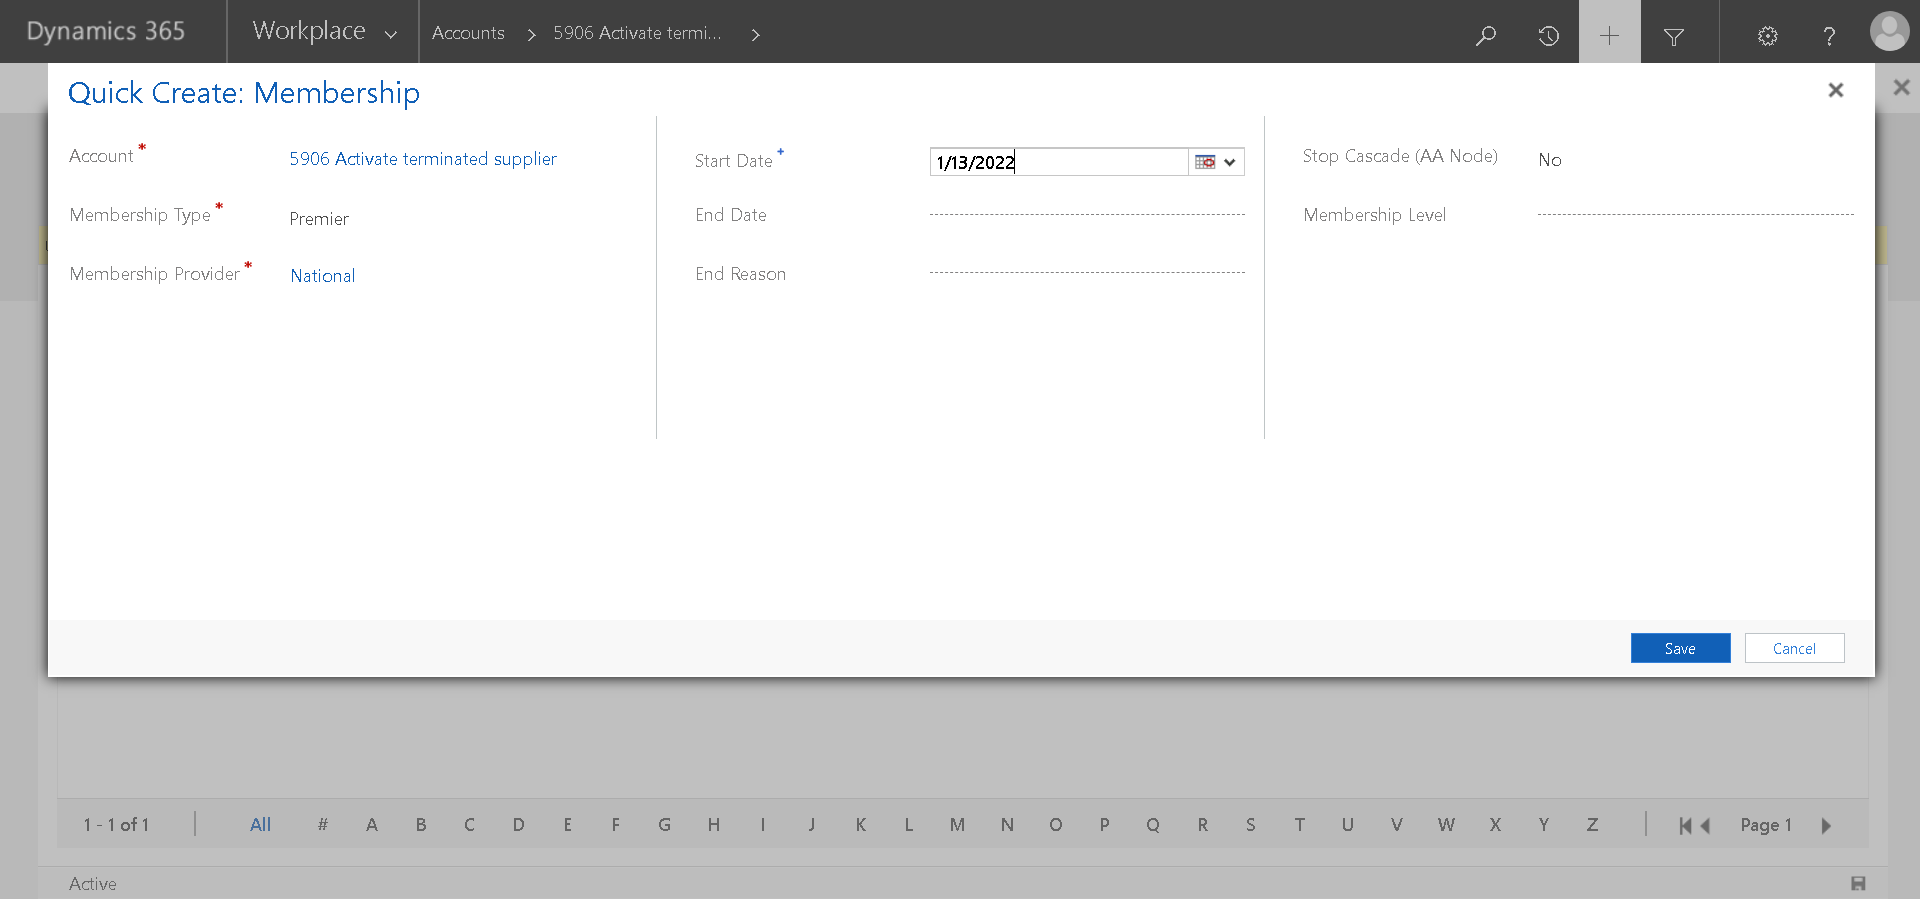 Dynamics 365 Workplace Accounts 5906 Activate termi...
Quick Create: Membership
Account * 5906 Activate terminated supplier
Membership Type * Premier
Membership Provider * National
Start Date + 1/13/2022
End Date
End Reason
Stop Cascade (AA Node) No
Membership Level
Save Cancel
1 - 1 of 1 All # A B C D E F G H I J K L M N O P Q R S T U V W X Y Z Page 1
Active